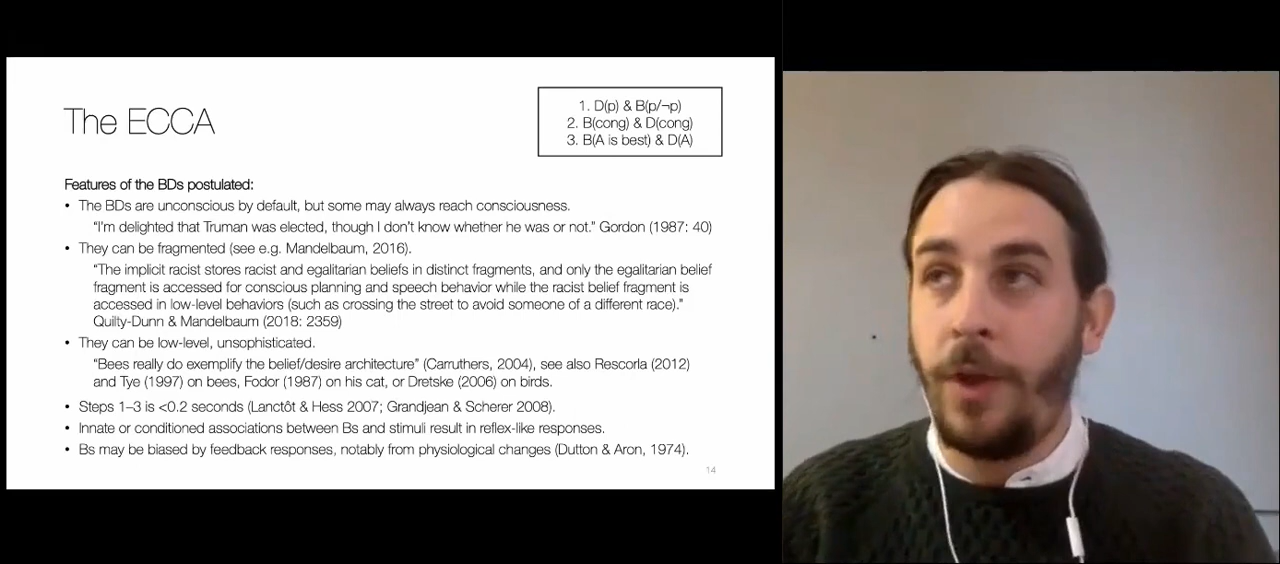 The ECCA
1. D(p) & B(p/¬p)
2. B(cong) & D(cong)
3. B(A is best) & D(A)
Features of the BDs postulated:
• The BDs are unconscious by default, but some may always reach consciousness.
"I'm delighted that Truman was elected, though I don't know whether he was or not." Gordon (1987: 40)
• They can be fragmented (see e.g. Mandelbaum, 2016).
"The implicit racist stores racist and egalitarian beliefs in distinct fragments, and only the egalitarian belief
fragment is accessed for conscious planning and speech behavior while the racist belief fragment is
accessed in low-level behaviors (such as crossing the street to avoid someone of a different race)."
Quilty-Dunn & Mandelbaum (2018: 2359)
• They can be low-level, unsophisticated.
"Bees really do exemplify the belief/desire architecture" (Carruthers, 2004), see also Rescorla (2012)
and Tye (1997) on bees, Fodor (1987) on his cat, or Dretske (2006) on birds.
• Steps 1–3 is <0.2 seconds (Lanctôt & Hess 2007; Grandjean & Scherer 2008).
• Innate or conditioned associations between Bs and stimuli result in reflex-like responses.
• Bs may be biased by feedback responses, notably from physiological changes (Dutton & Aron, 1974).
14